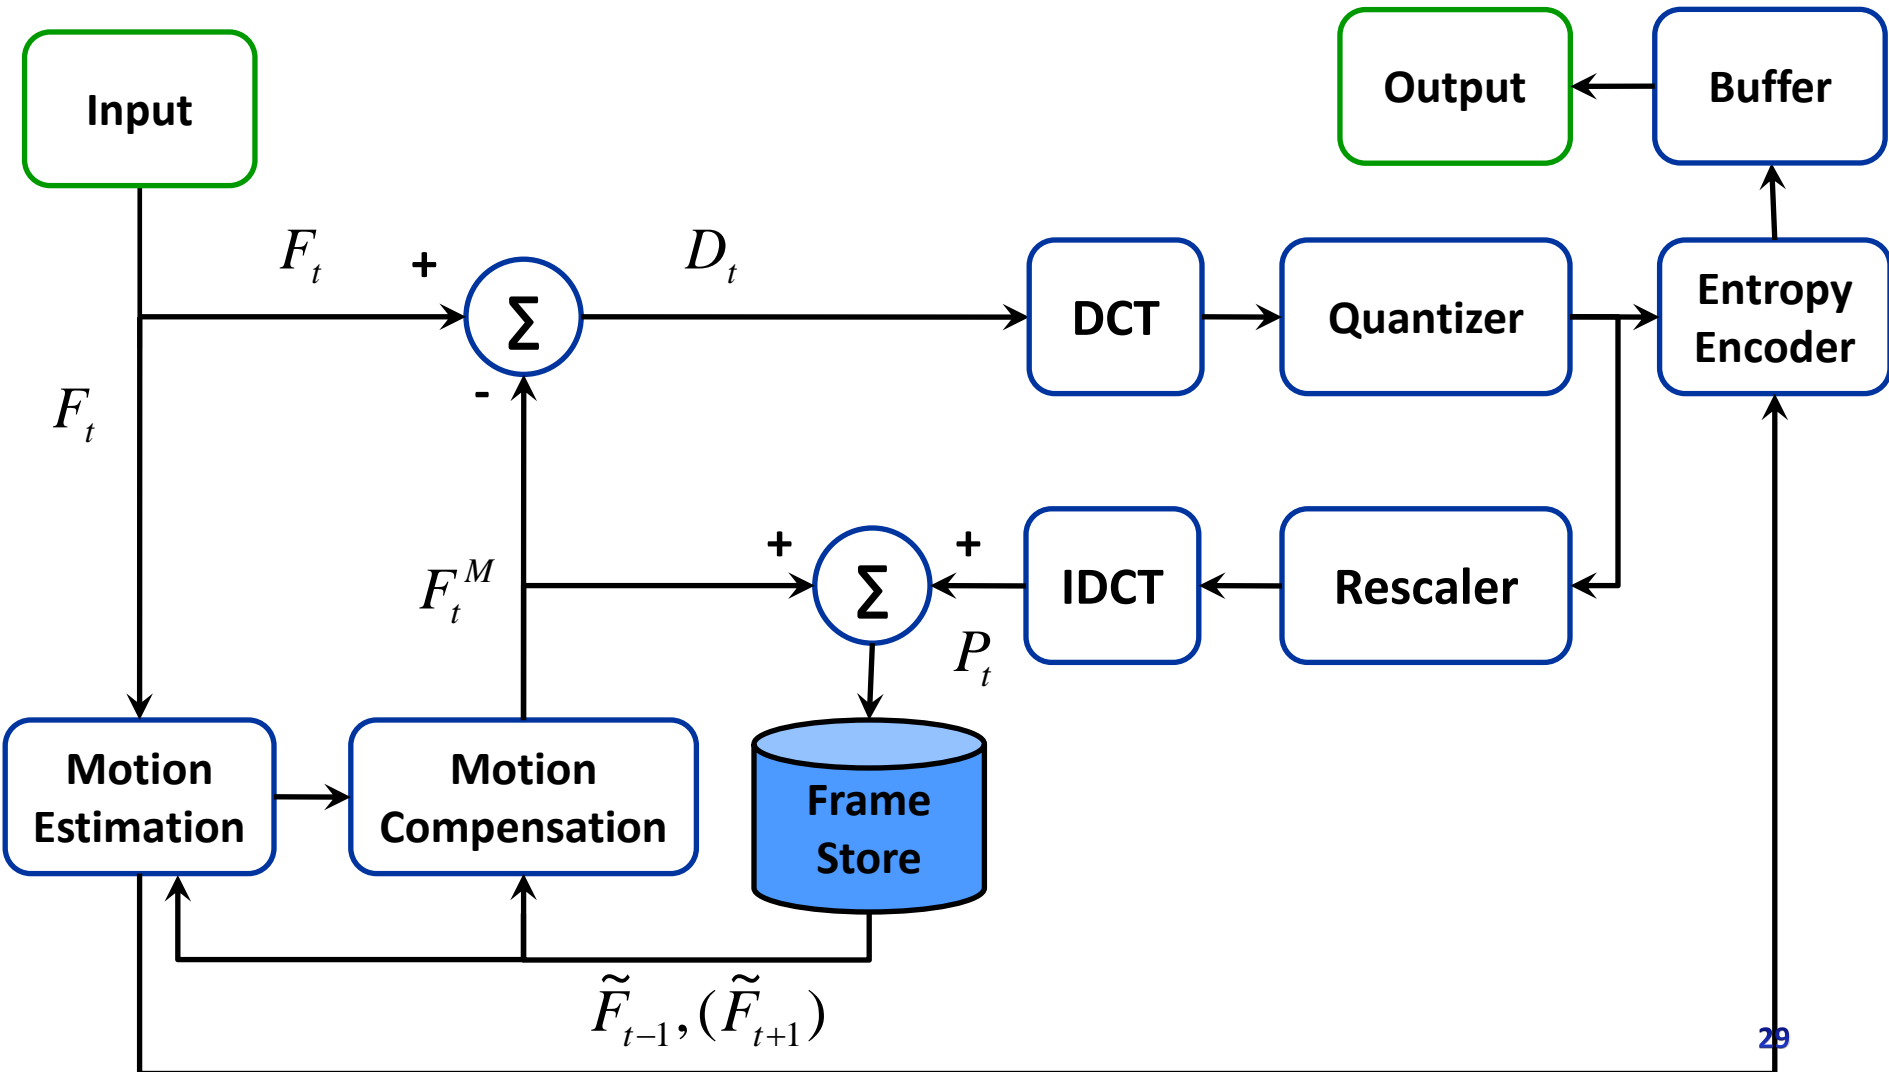 Input
Output
Buffer
F_t
+
Σ
-
D_t
DCT
Quantizer
Entropy
Encoder
F_t
F_t^M
+
Σ
+
P_t
IDCT
Rescaler
Motion
Estimation
Motion
Compensation
Frame
Store
F̃_{t−1}, (F̃_{t+1})
29